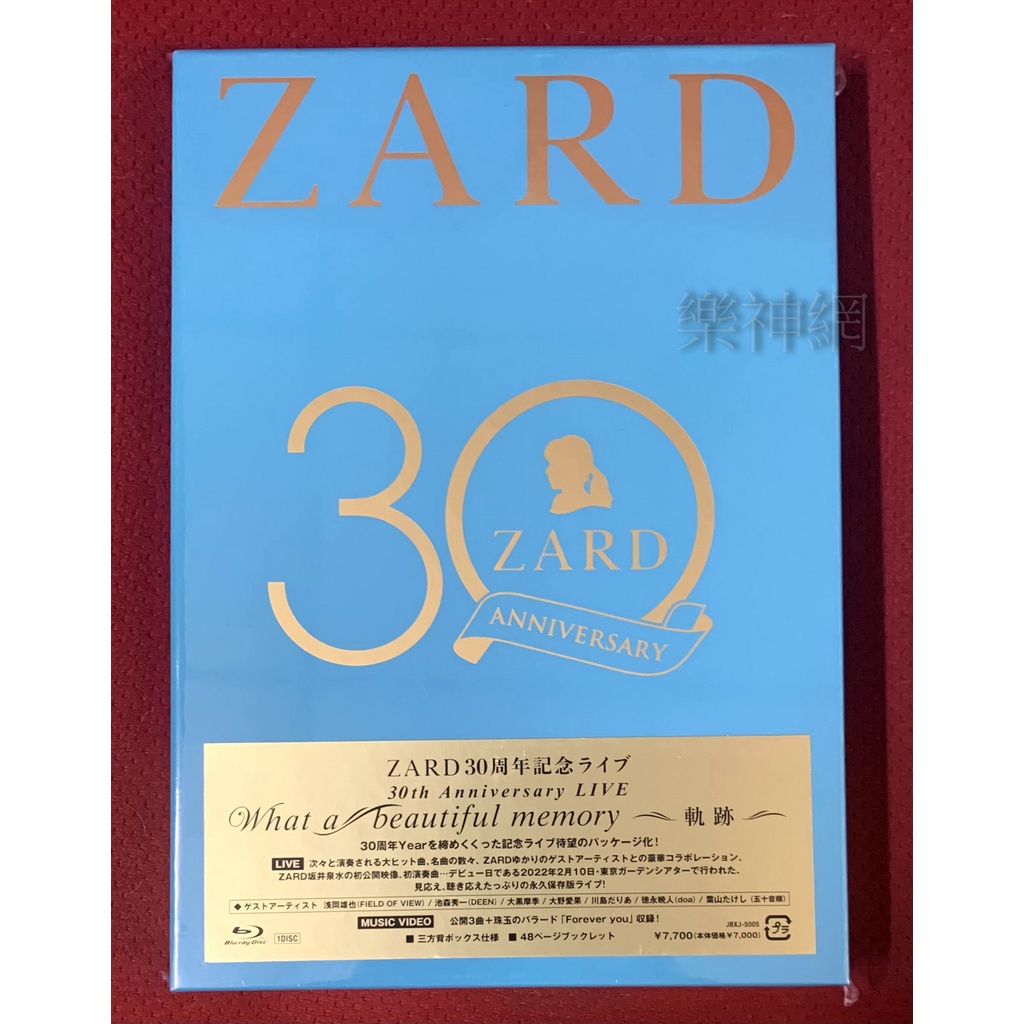 ZARD
樂神網
30
ZARD
ANNIVERSARY
ZARD30周年記念ライブ
30th Anniversary LIVE
What a beautiful memory ～軌跡～
30周年Yearを締めくくった記念ライブ待望のパッケージ化!
LIVE 次々と演奏される大ヒット曲、名曲の数々、ZARDゆかりのゲストアーティストとの豪華コラボレーション、
ZARD坂井泉水の初公開映像、初演奏曲…デビュー日である2022年2月10日・東京ガーデンシアターで行われた、
見応え、聴き応えたっぷりの永久保存版ライブ!
◆ ゲストアーティスト 浅岡雄也(FIELD OF VIEW) / 池森秀一(DEEN) / 大黒摩季 / 大野愛果 / 川島だりあ / 徳永暁人(doa) / 葉山たけし (五十音順)
MUSIC VIDEO 公開3曲+珠玉のバラード「Forever you」収録!
JBXJ-5005
Blu-ray Disc 1DISC ■ 三方背ボックス仕様 ■ 48ページブックレット ¥7,700(本体価格¥7,000) プラ